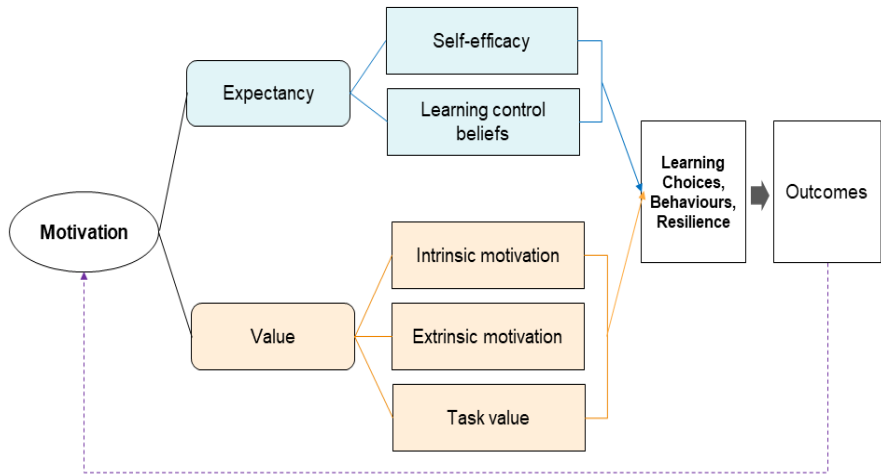 Self-efficacy
Expectancy
Learning control
beliefs
Learning
Choices,
Behaviours,
Resilience
Outcomes
Motivation
Intrinsic motivation
Value
Extrinsic motivation
Task value